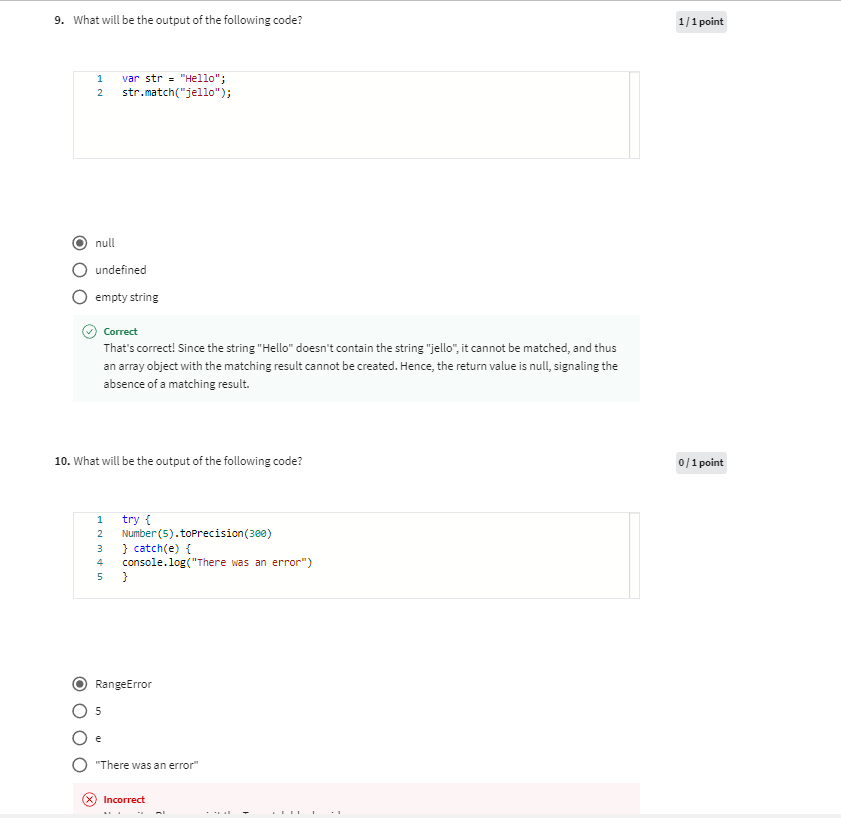 9. What will be the output of the following code?
1 / 1 point
1 var str = "Hello";
2 str.match("jello");
null
undefined
empty string
Correct
That's correct! Since the string "Hello" doesn't contain the string "jello", it cannot be matched, and thus
an array object with the matching result cannot be created. Hence, the return value is null, signaling the
absence of a matching result.
10. What will be the output of the following code?
0 / 1 point
1 try {
2 Number(5).toPrecision(300)
3 } catch(e) {
4 console.log("There was an error")
5 }
RangeError
5
e
"There was an error"
Incorrect